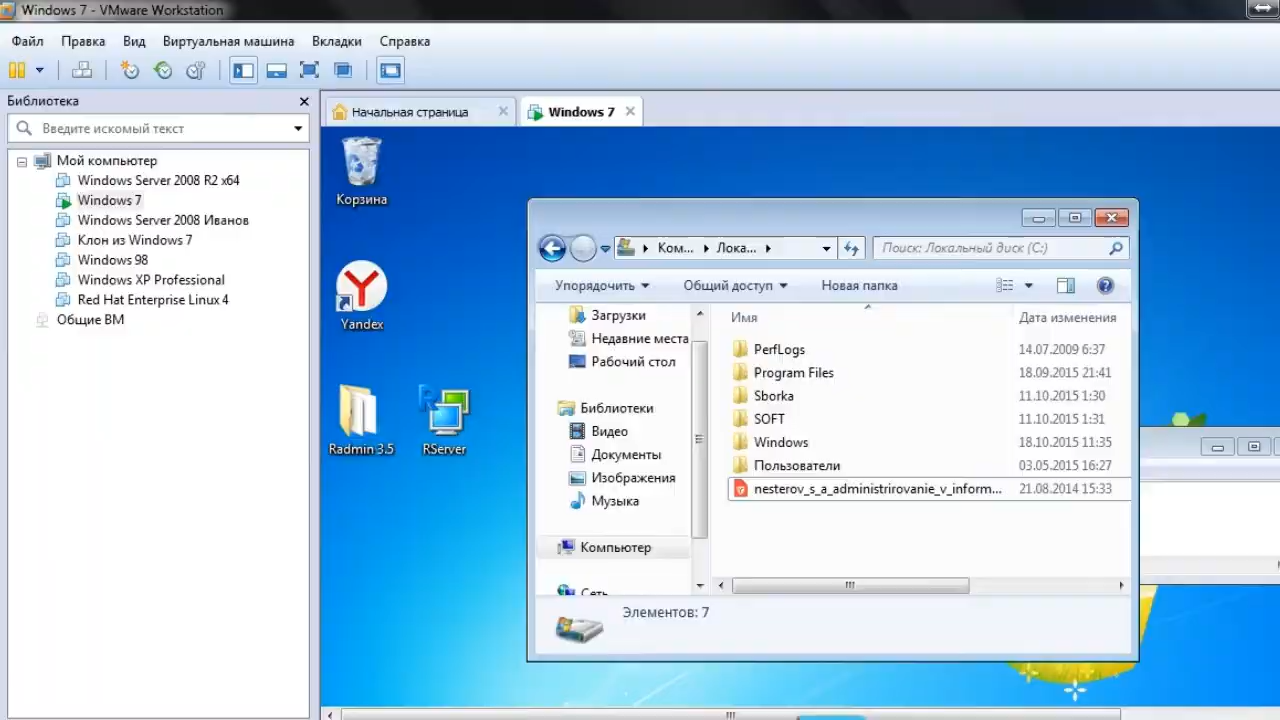 Windows 7 - VMware Workstation
Файл Правка Вид Виртуальная машина Вкладки Справка
Библиотека
Введите искомый текст
Мой компьютер
Windows Server 2008 R2 x64
Windows 7
Windows Server 2008 Иванов
Клон из Windows 7
Windows 98
Windows XP Professional
Red Hat Enterprise Linux 4
Общие ВМ
Начальная страница
Windows 7
Корзина
Yandex
Radmin 3.5
RServer
Ком... Лока...
Поиск: Локальный диск (C:)
Упорядочить Общий доступ Новая папка
Загрузки
Недавние места
Рабочий стол
Библиотеки
Видео
Документы
Изображения
Музыка
Компьютер
Сеть
Имя Дата изменения
PerfLogs 14.07.2009 6:37
Program Files 18.09.2015 21:41
Sborka 11.10.2015 1:30
SOFT 11.10.2015 1:31
Windows 18.10.2015 11:35
Пользователи 03.05.2015 16:27
nesterov_s_a_administrirovanie_v_inform... 21.08.2014 15:33
Элементов: 7